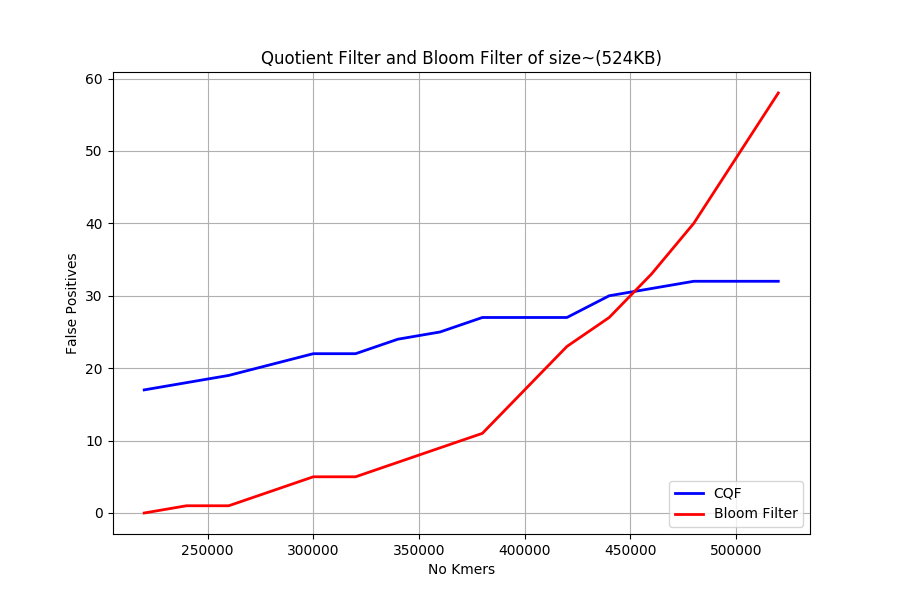 Quotient Filter and Bloom Filter of size~(524KB)
60
50
40
30
20
10
0
False Positives
250000
300000
350000
400000
450000
500000
No Kmers
CQF
Bloom Filter